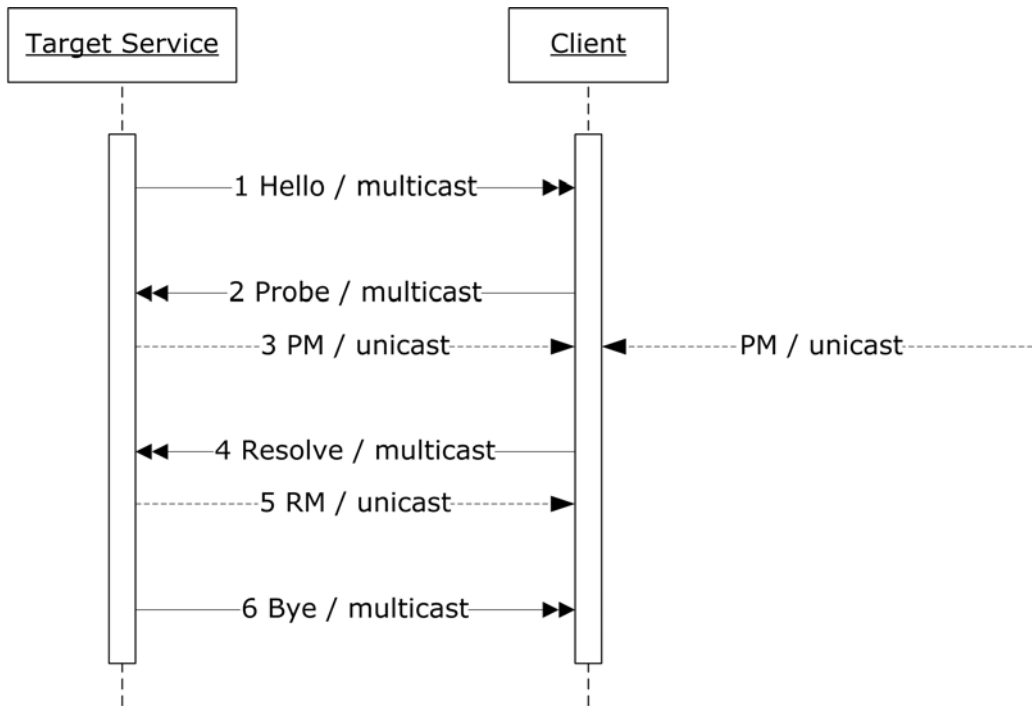 Target Service
Client
1 Hello / multicast
2 Probe / multicast
3 PM / unicast
PM / unicast
4 Resolve / multicast
5 RM / unicast
6 Bye / multicast